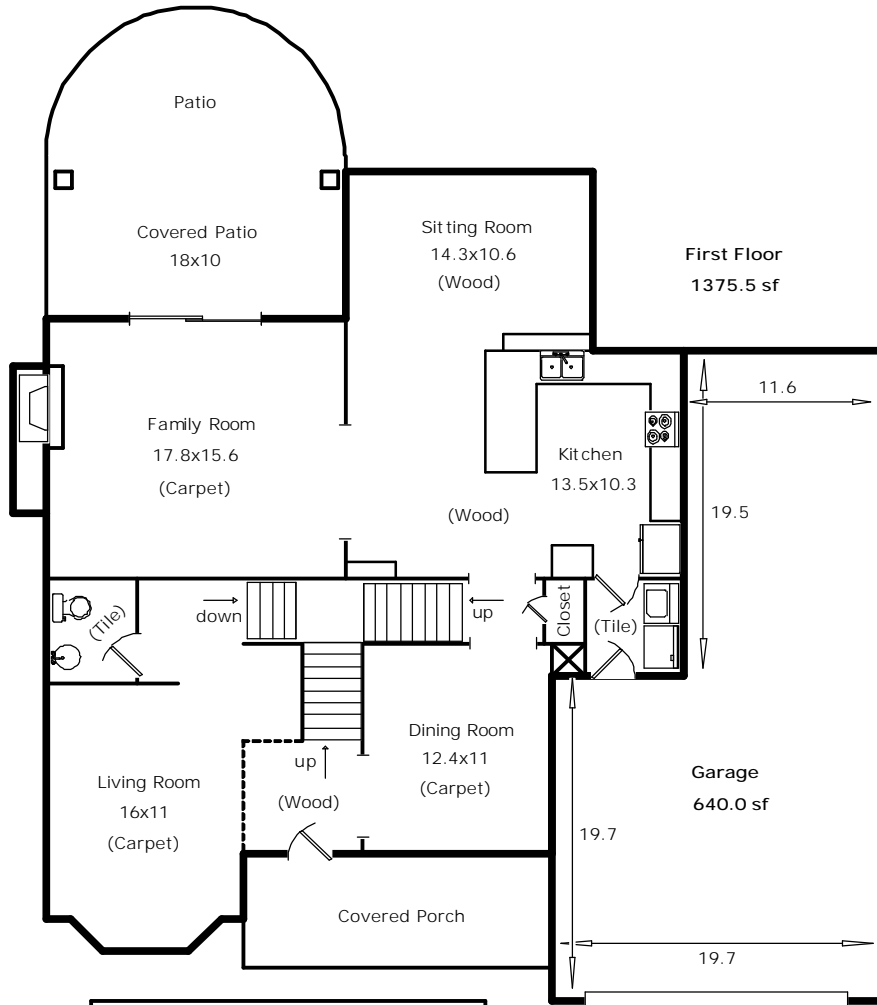 Patio
Covered Patio
18x10
Sitting Room
14.3x10.6
(Wood)
First Floor
1375.5 sf
11.6
Family Room
17.8x15.6
(Carpet)
Kitchen
13.5x10.3
(Wood)
19.5
(Tile)
down
up
Closet
(Tile)
Dining Room
12.4x11
(Carpet)
up
(Wood)
Living Room
16x11
(Carpet)
Garage
640.0 sf
19.7
Covered Porch
19.7